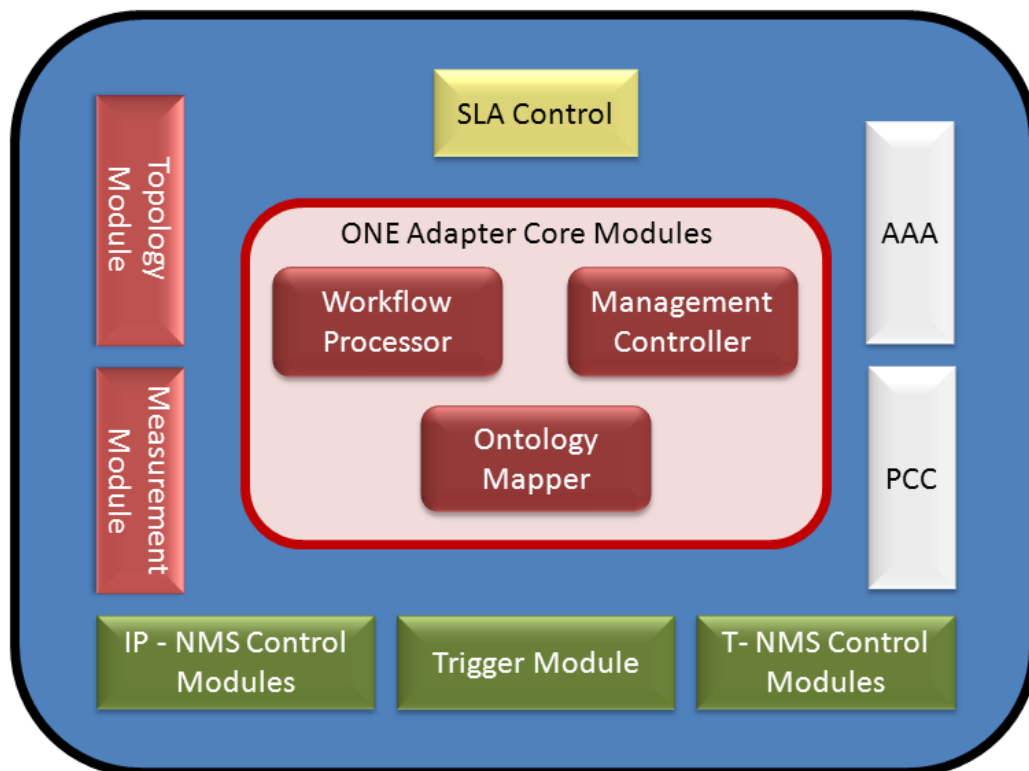 SLA Control
Topology
Module
AAA
ONE Adapter Core Modules
Workflow
Processor
Management
Controller
Ontology
Mapper
Measurement
Module
PCC
IP - NMS Control
Modules
Trigger Module
T- NMS Control
Modules